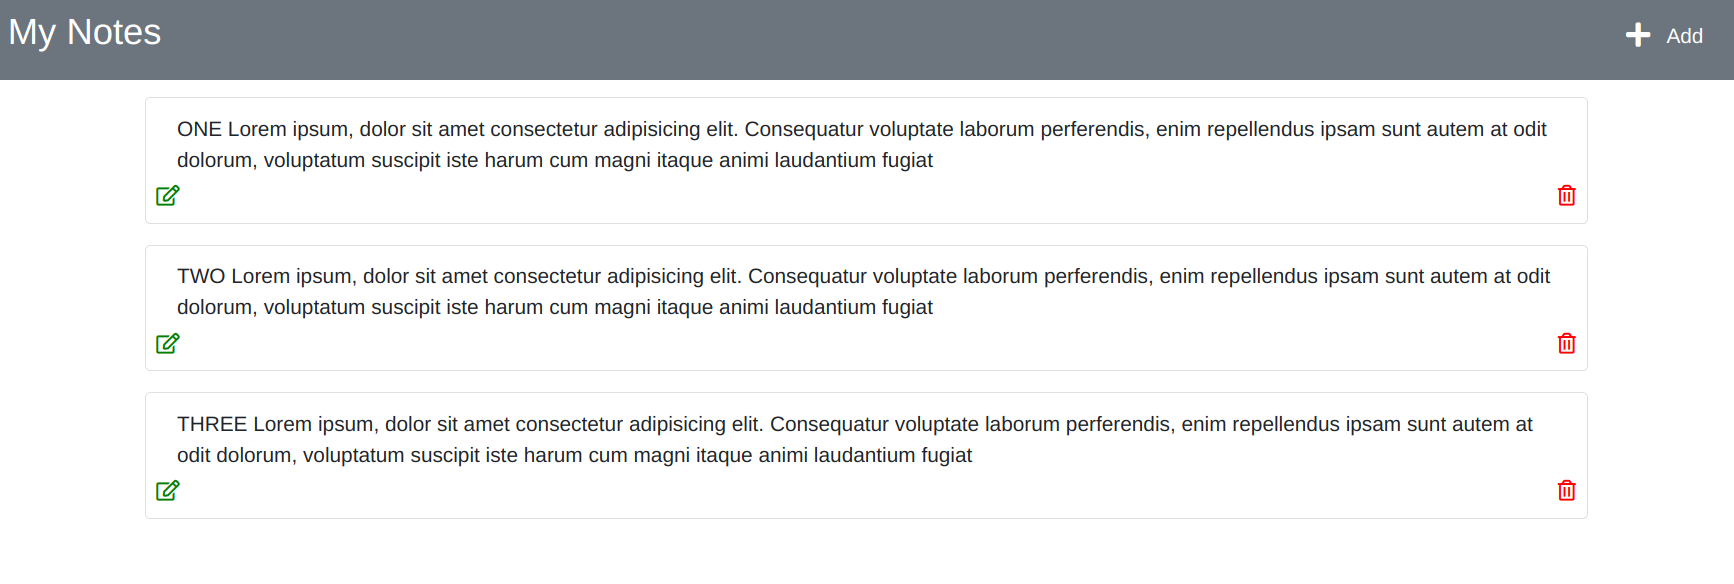 My Notes
Add
ONE Lorem ipsum, dolor sit amet consectetur adipisicing elit. Consequatur voluptate laborum perferendis, enim repellendus ipsam sunt autem at odit
dolorum, voluptatum suscipit iste harum cum magni itaque animi laudantium fugiat
TWO Lorem ipsum, dolor sit amet consectetur adipisicing elit. Consequatur voluptate laborum perferendis, enim repellendus ipsam sunt autem at odit
dolorum, voluptatum suscipit iste harum cum magni itaque animi laudantium fugiat
THREE Lorem ipsum, dolor sit amet consectetur adipisicing elit. Consequatur voluptate laborum perferendis, enim repellendus ipsam sunt autem at
odit dolorum, voluptatum suscipit iste harum cum magni itaque animi laudantium fugiat